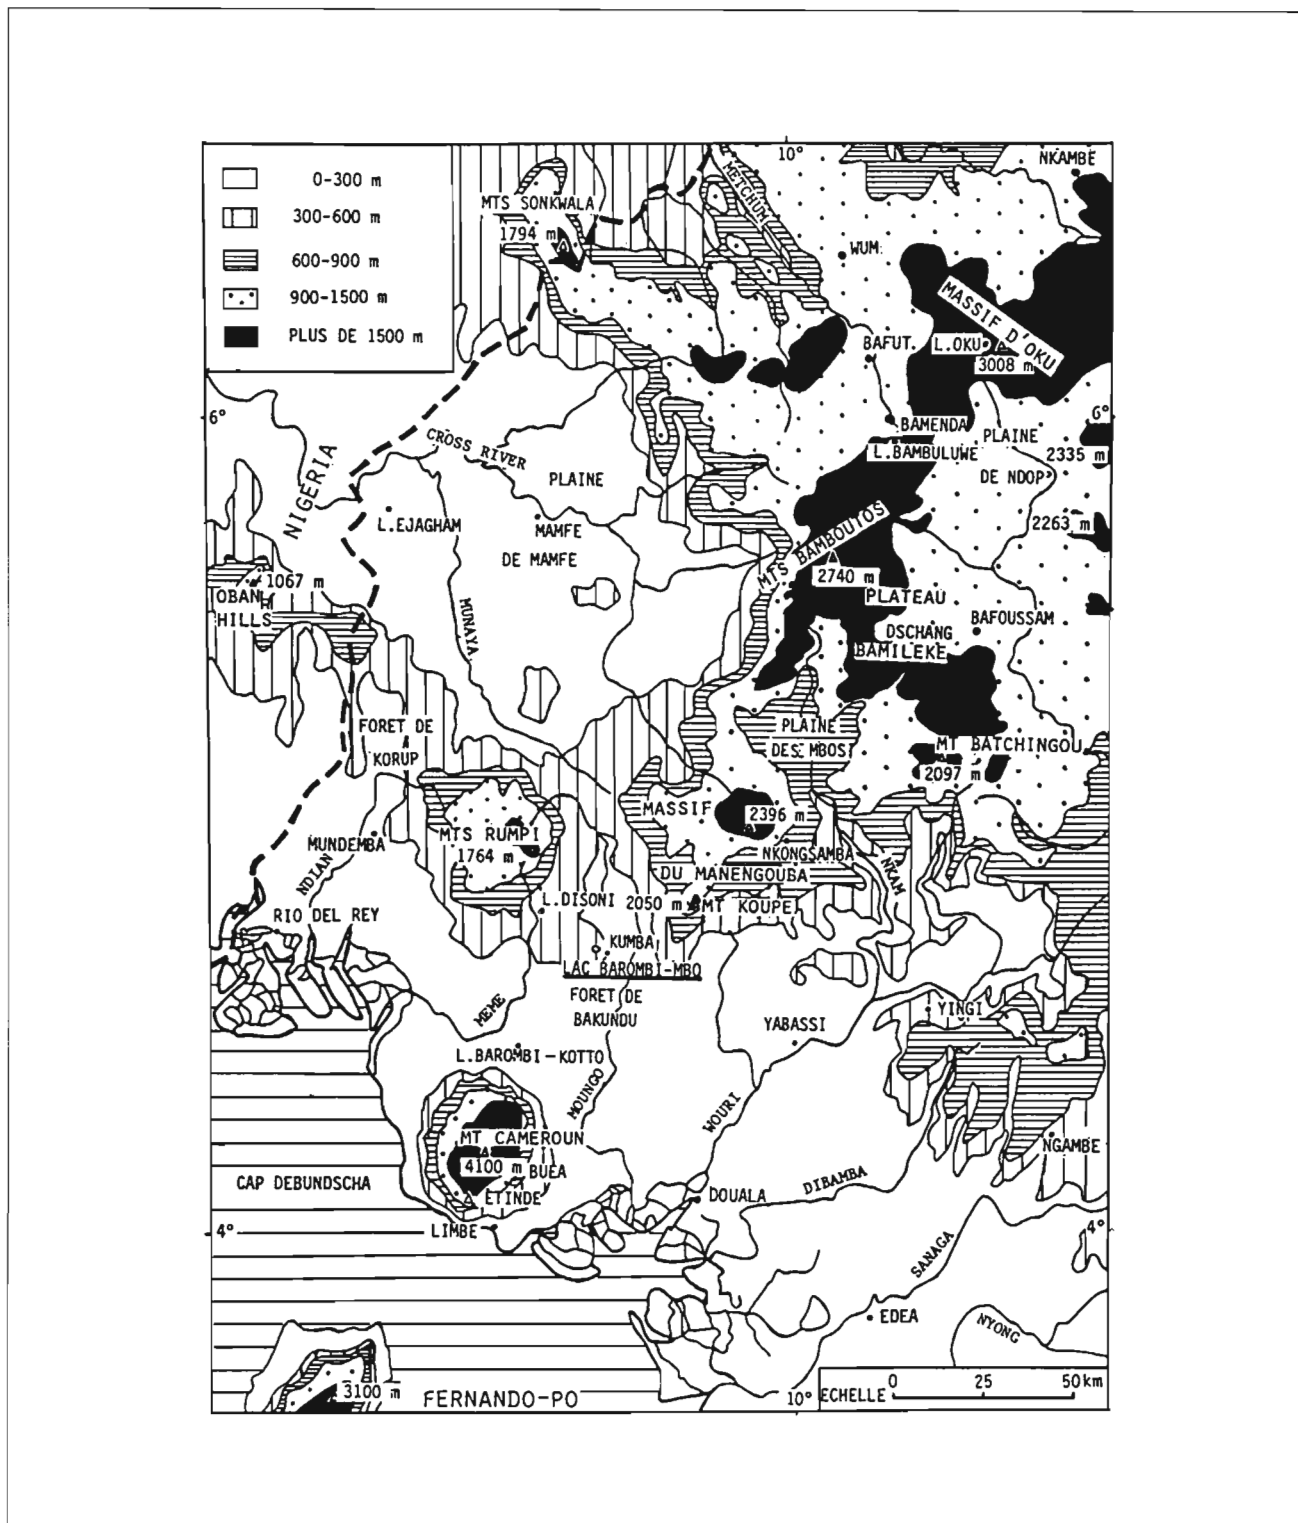 0-300 m
300-600 m
600-900 m
900-1500 m
PLUS DE 1500 m
10°
NKAMBE
METCHUM
MTS SONKWALA
1794 m
WUM
MASSIF D'OKU
BAFUT.
L.OKU
3008 m
6°
6°
BAMENDA
CROSS RIVER
PLAINE
L.BAMBULUWE
2335 m
NIGERIA
PLAINE
DE NDOP
L.EJAGHAM
MAMFE
2263 m
MTS BAMBOUTOS
DE MAMFE
1067 m
2740 m
OBAN
HILLS
PLATEAU
MUNAYA
BAFOUSSAM
DSCHANG
BAMILEKE
FORET DE
KORUP
PLAINE
DES MBOS
MT BATCHINGOU
2097 m
MASSIF
2396 m
MTS RUMPI
1764 m
MUNDEMBA
NDIAN
NKONGSAMBA
NKAM
DU MANENGOUBA
L.DISONI
2050 m
MT KOUPE
RIO DEL REY
KUMBA
LAC BAROMBI-MBO
FORET DE
BAKUNDU
MEME
YINGI
YABASSI
L.BAROMBI-KOTTO
MOUNGO
WOURI
MT CAMEROUN
NGAMBE
4100 m
BUEA
CAP DEBUNDSCHA
ETINDE
DOUALA
DIBAMBA
LIMBE
4°
4°
SANAGA
EDEA
NYONG
3100 m
FERNANDO-PO
10°
ECHELLE
0 25 50 km